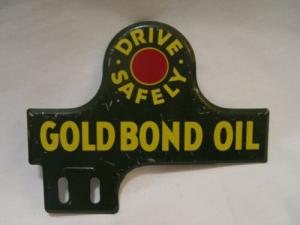 · DRIVE ·
SAFELY
GOLD BOND OIL